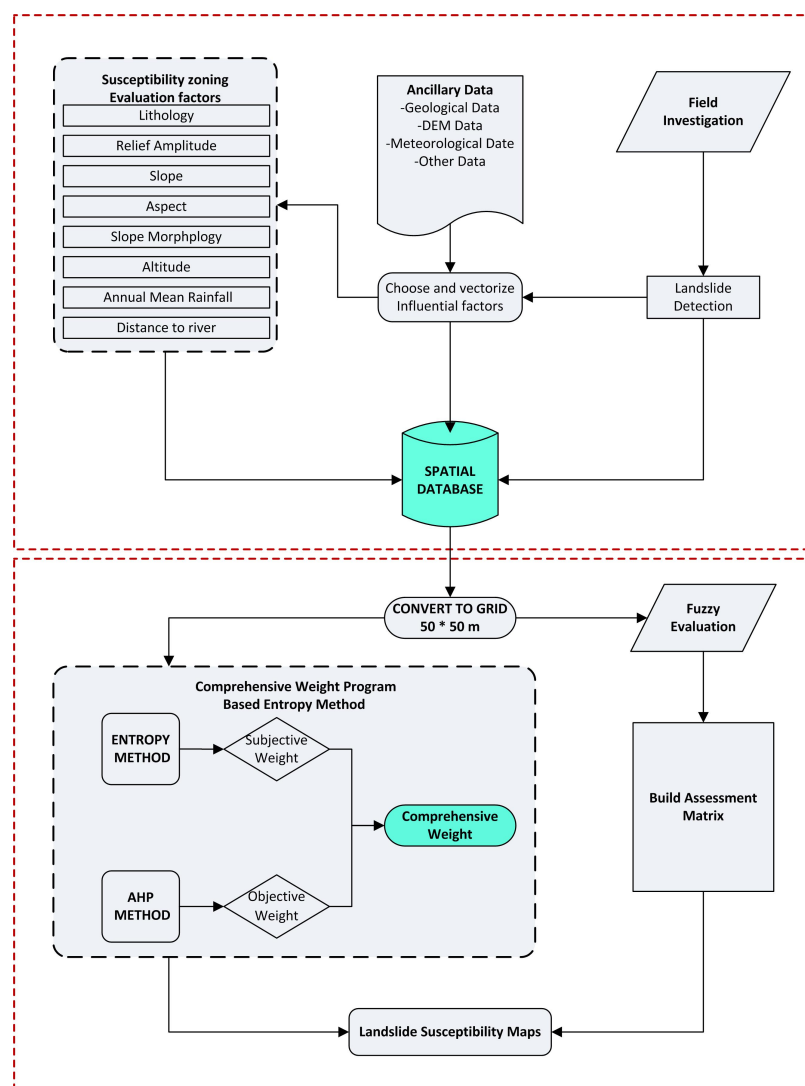 Susceptibility zoning
Evaluation factors
Lithology
Relief Amplitude
Slope
Aspect
Slope Morphplogy
Altitude
Annual Mean Rainfall
Distance to river
Ancillary Data
-Geological Data
-DEM Data
-Meteorological Date
-Other Data
Field
Investigation
Choose and vectorize
Influential factors
Landslide
Detection
SPATIAL
DATABASE
CONVERT TO GRID
50 * 50 m
Fuzzy
Evaluation
Comprehensive Weight Program
Based Entropy Method
ENTROPY
METHOD
Subjective
Weight
Comprehensive
Weight
AHP
METHOD
Objective
Weight
Build Assessment
Matrix
Landslide Susceptibility Maps